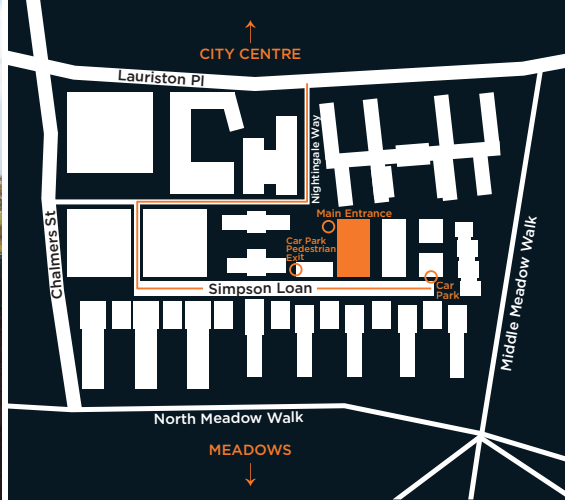 CITY CENTRE
Lauriston Pl
Nightingale Way
Main Entrance
Chalmers St
Car Park
Pedestrian
Exit
Middle Meadow Walk
Simpson Loan
Car
Park
North Meadow Walk
MEADOWS